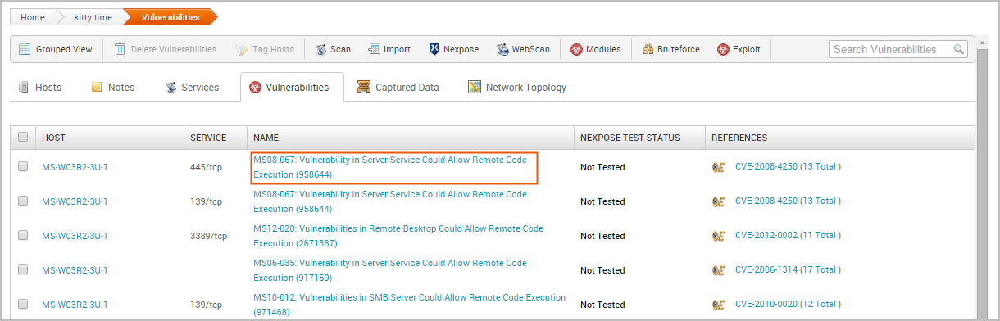 Home kitty time Vulnerabilities
Grouped View Delete Vulnerabilities Tag Hosts Scan Import Nexpose WebScan Modules Bruteforce Exploit Search Vulnerabilities
Hosts Notes Services Vulnerabilities Captured Data Network Topology
HOST SERVICE NAME NEXPOSE TEST STATUS REFERENCES
MS-W03R2-3U-1 445/tcp MS08-067: Vulnerability in Server Service Could Allow Remote Code
Execution (958644) Not Tested CVE-2008-4250 (13 Total )
MS-W03R2-3U-1 139/tcp MS08-067: Vulnerability in Server Service Could Allow Remote Code
Execution (958644) Not Tested CVE-2008-4250 (13 Total )
MS-W03R2-3U-1 3389/tcp MS12-020: Vulnerabilities in Remote Desktop Could Allow Remote Code
Execution (2671387) Not Tested CVE-2012-0002 (11 Total )
MS-W03R2-3U-1 MS06-035: Vulnerability in Server Service Could Allow Remote Code
Execution (917159) Not Tested CVE-2006-1314 (17 Total )
MS-W03R2-3U-1 139/tcp MS10-012: Vulnerabilities in SMB Server Could Allow Remote Code Execution
(971468) Not Tested CVE-2010-0020 (12 Total )